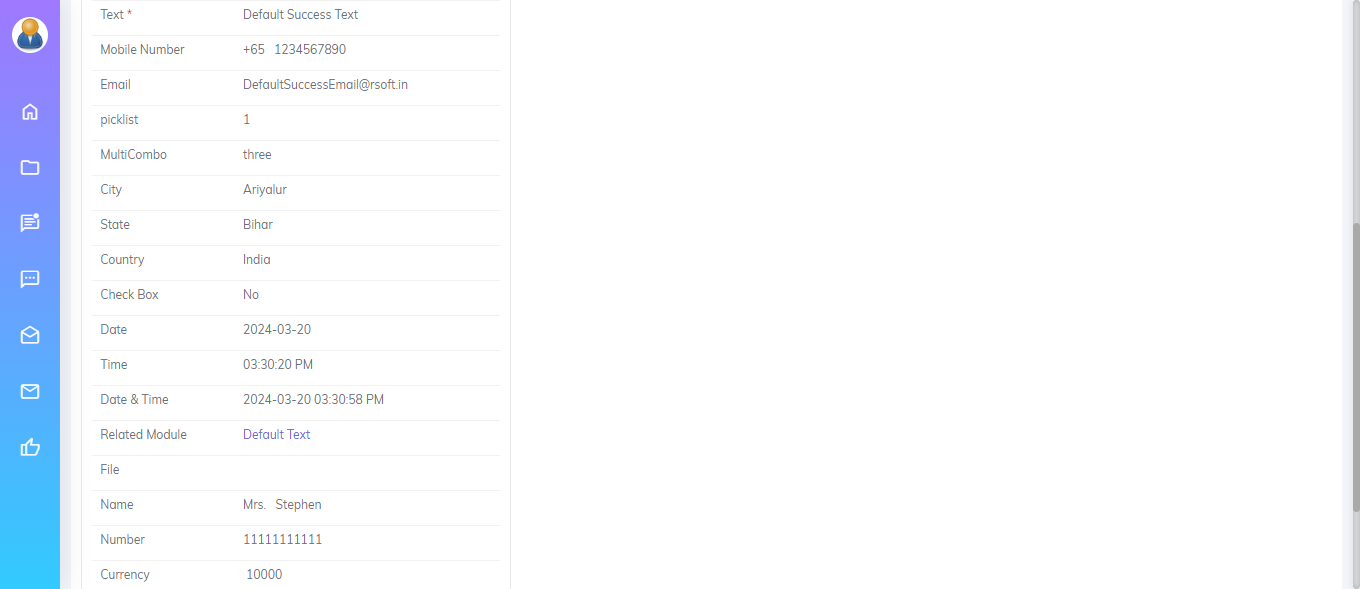 Text * Default Success Text
Mobile Number +65 1234567890
Email DefaultSuccessEmail@rsoft.in
picklist 1
MultiCombo three
City Ariyalur
State Bihar
Country India
Check Box No
Date 2024-03-20
Time 03:30:20 PM
Date & Time 2024-03-20 03:30:58 PM
Related Module Default Text
File
Name Mrs. Stephen
Number 11111111111
Currency 10000